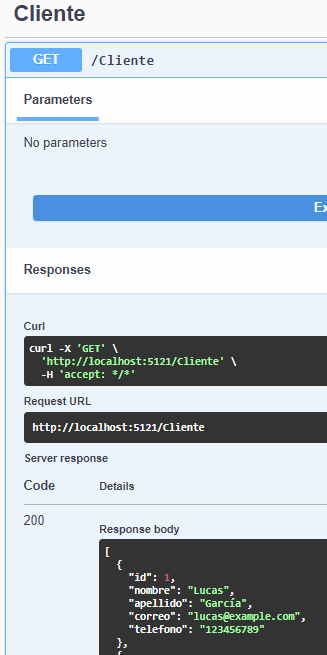 Cliente
GET /Cliente
Parameters
No parameters
Ex
Responses
Curl
curl -X 'GET' \
'http://localhost:5121/Cliente' \
-H 'accept: */*'
Request URL
http://localhost:5121/Cliente
Server response
Code Details
200
Response body
[
{
"id": 1,
"nombre": "Lucas",
"apellido": "García",
"correo": "lucas@example.com",
"telefono": "123456789"
},
{